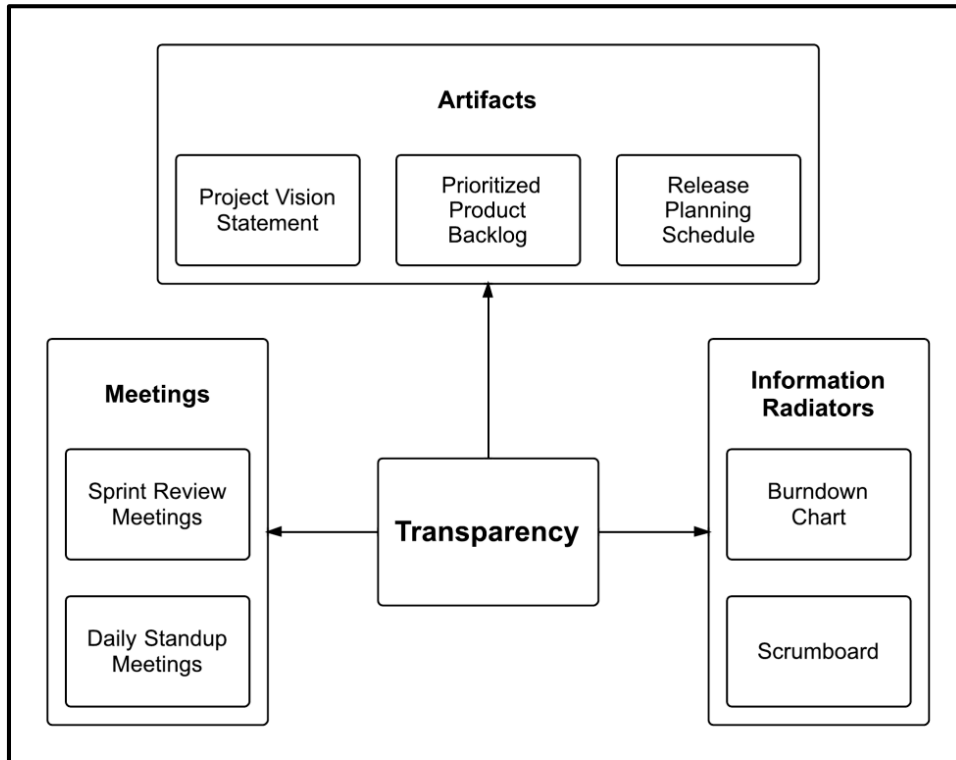 Artifacts
Project Vision
Statement
Prioritized
Product
Backlog
Release
Planning
Schedule
Meetings
Sprint Review
Meetings
Daily Standup
Meetings
Transparency
Information
Radiators
Burndown
Chart
Scrumboard